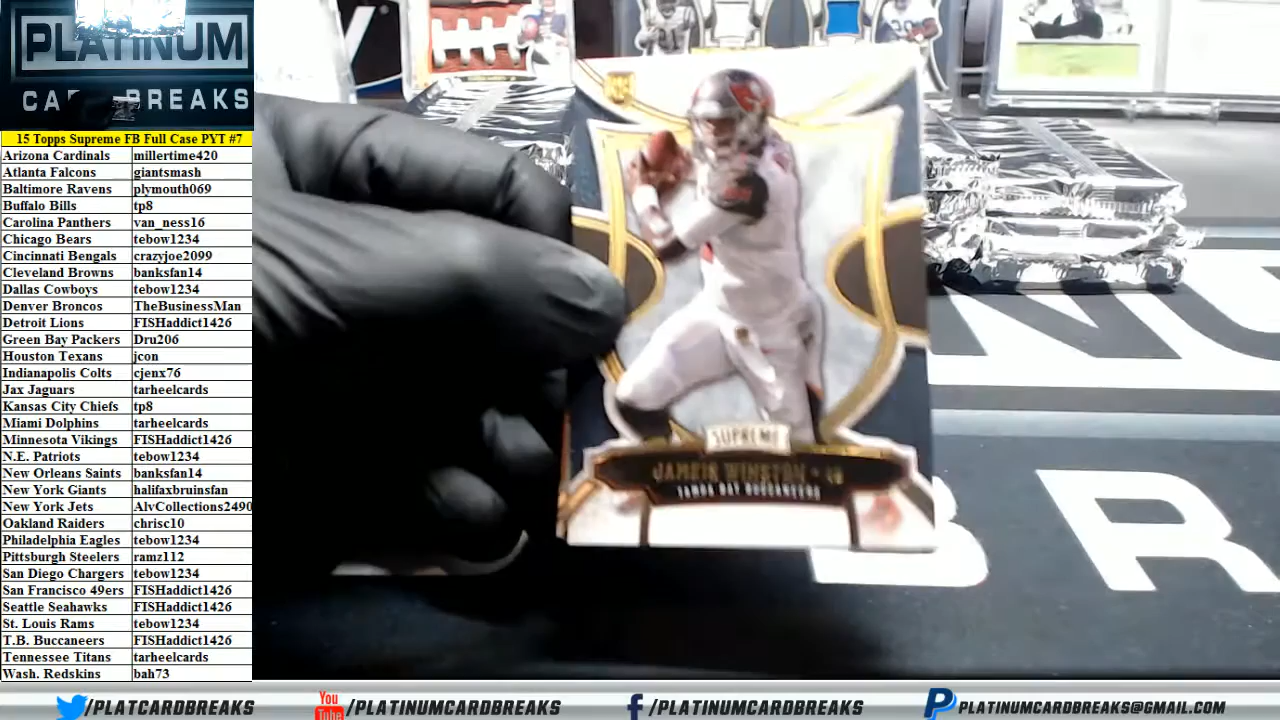 PLATINUM
CARD BREAKS
15 Topps Supreme FB Full Case PYT #7
Arizona Cardinals millertime420
Atlanta Falcons giantsmash
Baltimore Ravens plymouth069
Buffalo Bills tp8
Carolina Panthers van_ness16
Chicago Bears tebow1234
Cincinnati Bengals crazyjoe2099
Cleveland Browns banksfan14
Dallas Cowboys tebow1234
Denver Broncos TheBusinessMan
Detroit Lions FISHaddict1426
Green Bay Packers Dru206
Houston Texans jcon
Indianapolis Colts cjenx76
Jax Jaguars tarheelcards
Kansas City Chiefs tp8
Miami Dolphins tarheelcards
Minnesota Vikings FISHaddict1426
N.E. Patriots tebow1234
New Orleans Saints banksfan14
New York Giants halifaxbruinsfan
New York Jets AlvCollections2490
Oakland Raiders chrisc10
Philadelphia Eagles tebow1234
Pittsburgh Steelers ramz112
San Diego Chargers tebow1234
San Francisco 49ers FISHaddict1426
Seattle Seahawks FISHaddict1426
St. Louis Rams tebow1234
T.B. Buccaneers FISHaddict1426
Tennessee Titans tarheelcards
Wash. Redskins bah73
SUPREME
JAMEIS WINSTON - QB
TAMPA BAY BUCCANEERS
NU
BR
/PLATCARDBREAKS
You Tube /PLATINUMCARDBREAKS
/PLATINUMCARDBREAKS
PLATINUMCARDBREAKS@GMAIL.COM